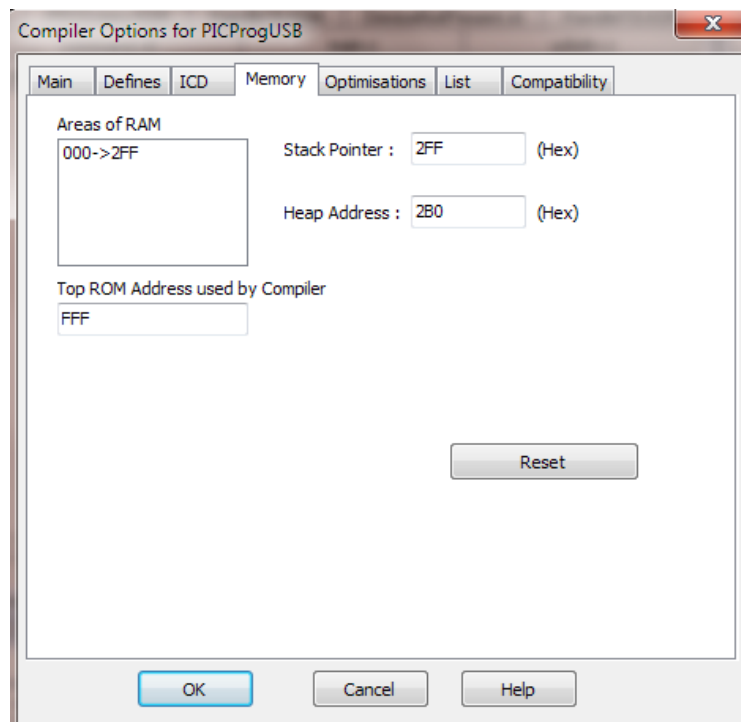 Compiler Options for PICProgUSB
Main Defines ICD Memory Optimisations List Compatibility
Areas of RAM
000->2FF
Stack Pointer : 2FF (Hex)
Heap Address : 2B0 (Hex)
Top ROM Address used by Compiler
FFF
Reset
OK Cancel Help